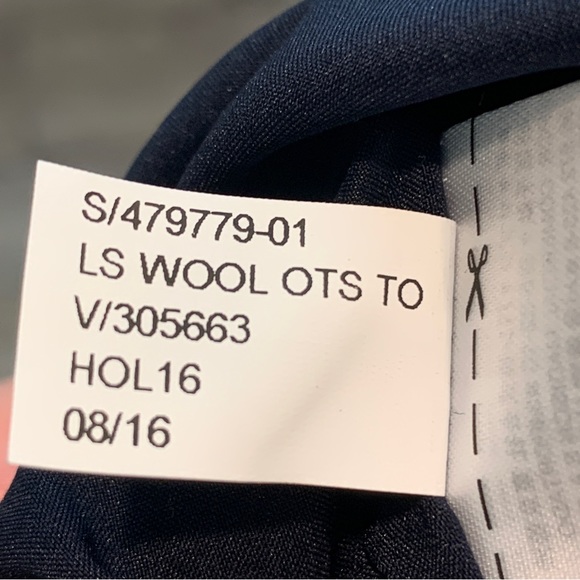 S/479779-01
LS WOOL OTS TO
V/305663
HOL16
08/16